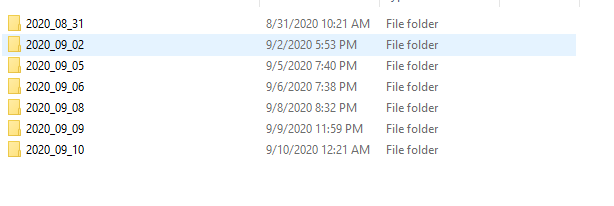 2020_08_31 8/31/2020 10:21 AM File folder
2020_09_02 9/2/2020 5:53 PM File folder
2020_09_05 9/5/2020 7:40 PM File folder
2020_09_06 9/6/2020 7:38 PM File folder
2020_09_08 9/8/2020 8:32 PM File folder
2020_09_09 9/9/2020 11:59 PM File folder
2020_09_10 9/10/2020 12:21 AM File folder